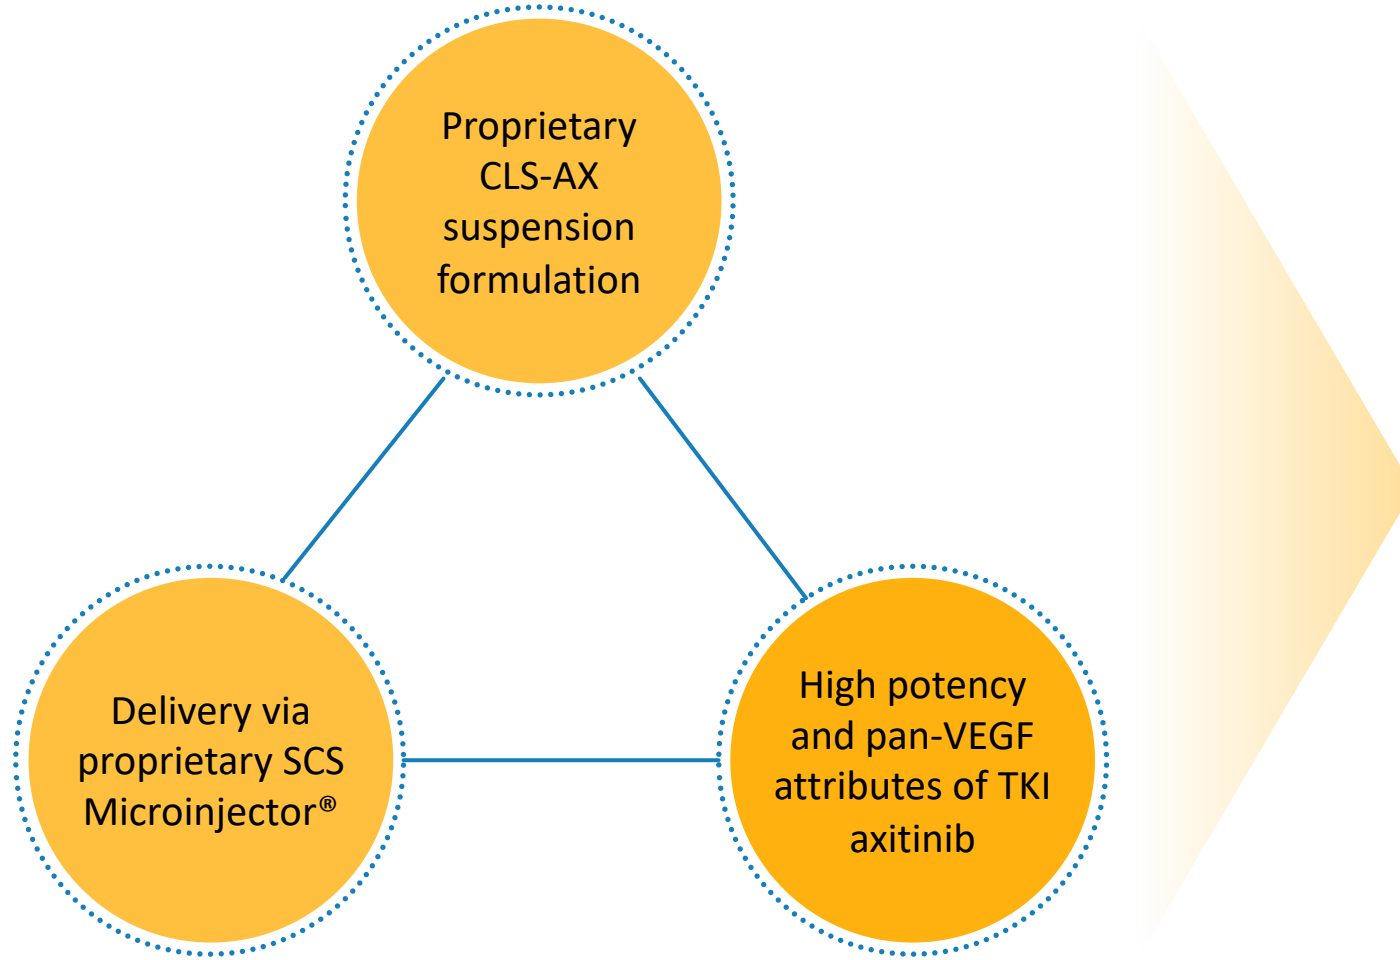 Proprietary
CLS-AX
suspension
formulation
Delivery via
proprietary SCS
Microinjector®
High potency
and pan-VEGF
attributes of TKI
axitinib